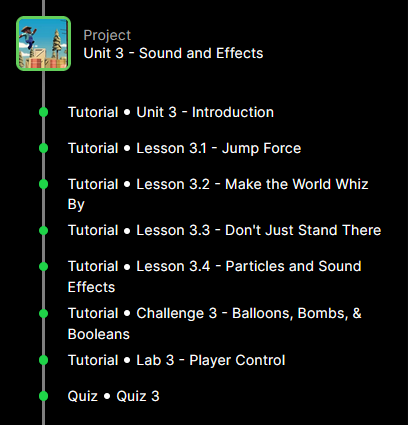 Project
Unit 3 - Sound and Effects
Tutorial • Unit 3 - Introduction
Tutorial • Lesson 3.1 - Jump Force
Tutorial • Lesson 3.2 - Make the World Whiz
By
Tutorial • Lesson 3.3 - Don't Just Stand There
Tutorial • Lesson 3.4 - Particles and Sound
Effects
Tutorial • Challenge 3 - Balloons, Bombs, &
Booleans
Tutorial • Lab 3 - Player Control
Quiz • Quiz 3